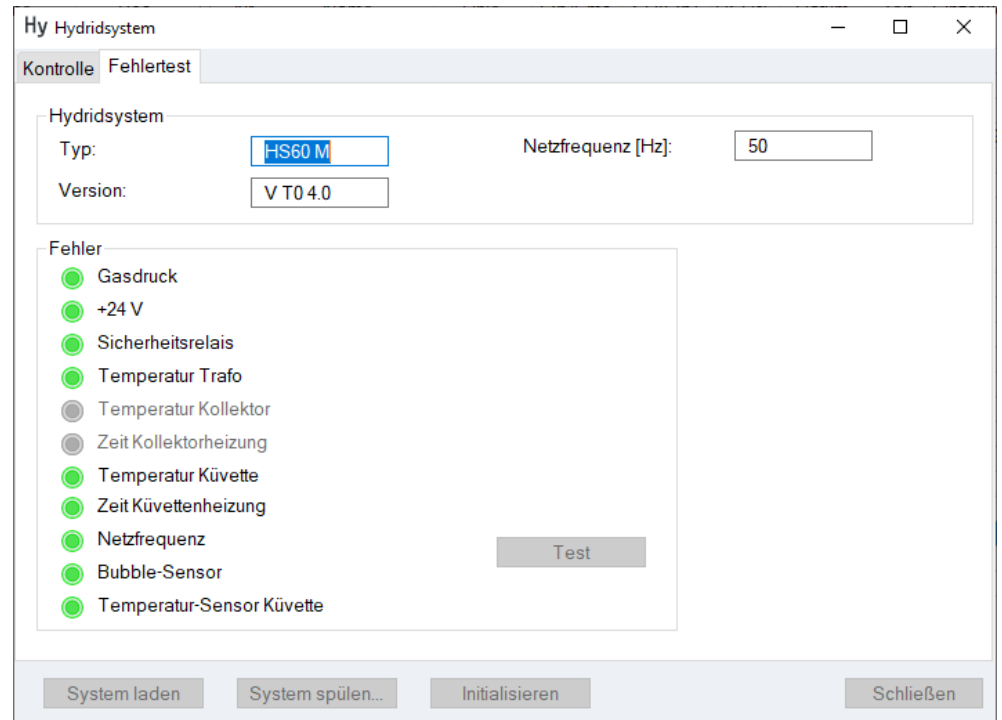 Hy Hydridsystem
Kontrolle Fehlertest
Hydridsystem
Typ: HS60 M Netzfrequenz [Hz]: 50
Version: V T0 4.0
Fehler
Gasdruck
+24 V
Sicherheitsrelais
Temperatur Trafo
Temperatur Kollektor
Zeit Kollektorheizung
Temperatur Küvette
Zeit Küvettenheizung
Netzfrequenz
Test
Bubble-Sensor
Temperatur-Sensor Küvette
System laden System spülen... Initialisieren Schließen